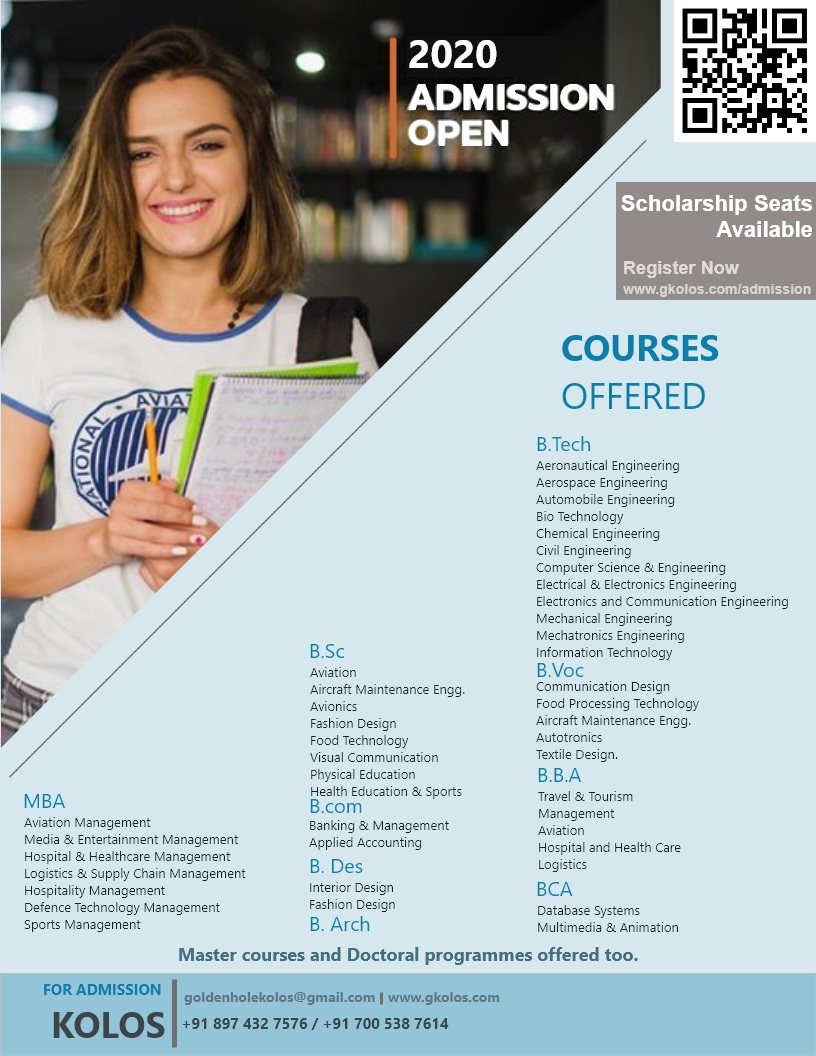 2020
ADMISSION
OPEN
Scholarship Seats
Available
Register Now
www.gkolos.com/admission
COURSES
OFFERED
B.Tech
Aeronautical Engineering
Aerospace Engineering
Automobile Engineering
Bio Technology
Chemical Engineering
Civil Engineering
Computer Science & Engineering
Electrical & Electronics Engineering
Electronics and Communication Engineering
Mechanical Engineering
Mechatronics Engineering
Information Technology
B.Voc
Communication Design
Food Processing Technology
Aircraft Maintenance Engg.
Autotronics
Textile Design.
B.B.A
Travel & Tourism
Management
Aviation
Hospital and Health Care
Logistics
BCA
Database Systems
Multimedia & Animation
B.Sc
Aviation
Aircraft Maintenance Engg.
Avionics
Fashion Design
Food Technology
Visual Communication
Physical Education
Health Education & Sports
B.com
Banking & Management
Applied Accounting
B. Des
Interior Design
Fashion Design
B. Arch
MBA
Aviation Management
Media & Entertainment Management
Hospital & Healthcare Management
Logistics & Supply Chain Management
Hospitality Management
Defence Technology Management
Sports Management
Master courses and Doctoral programmes offered too.
FOR ADMISSION
KOLOS
goldenholekolos@gmail.com | www.gkolos.com
+91 897 432 7576 / +91 700 538 7614